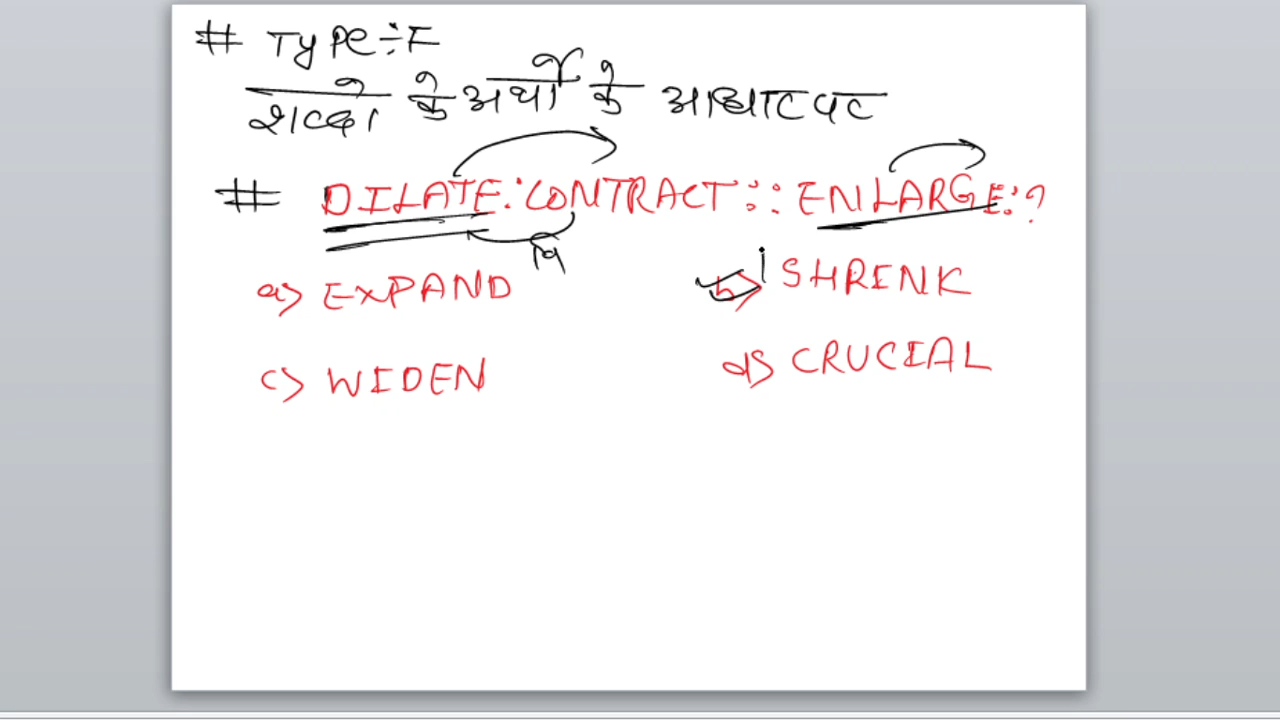 # TYPE:-F
शब्दो के अर्थो के आधार पर
# DILATE:CONTRACT::ENLARGE:?
a) EXPAND b) SHRENK
वि
c) WIDEN d) CRUCIAL